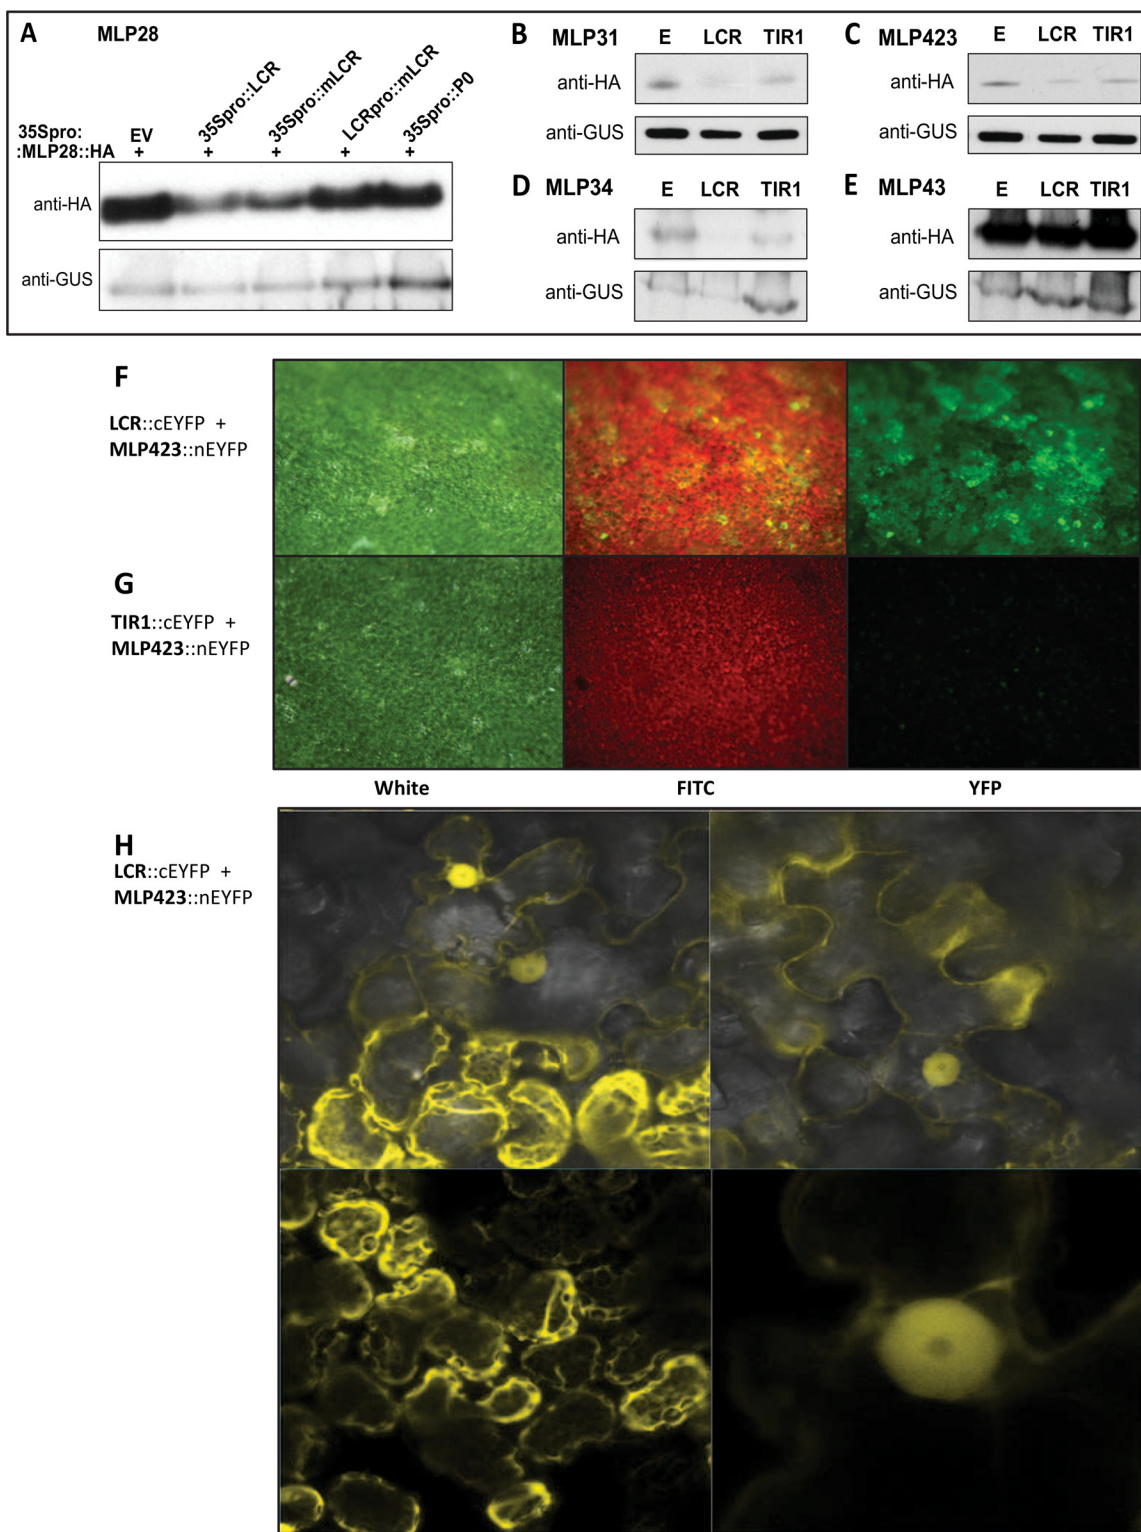 A MLP28
35Spro::LCR
35Spro::mLCR
LCRpro::mLCR
35Spro::P0
35Spro:
:MLP28::HA
EV
+ + + + +
anti-HA
anti-GUS
B MLP31 E LCR TIR1
anti-HA
anti-GUS
C MLP423 E LCR TIR1
anti-HA
anti-GUS
D MLP34 E LCR TIR1
anti-HA
anti-GUS
E MLP43 E LCR TIR1
anti-HA
anti-GUS
F
LCR::cEYFP +
MLP423::nEYFP
G
TIR1::cEYFP +
MLP423::nEYFP
White FITC YFP
H
LCR::cEYFP +
MLP423::nEYFP